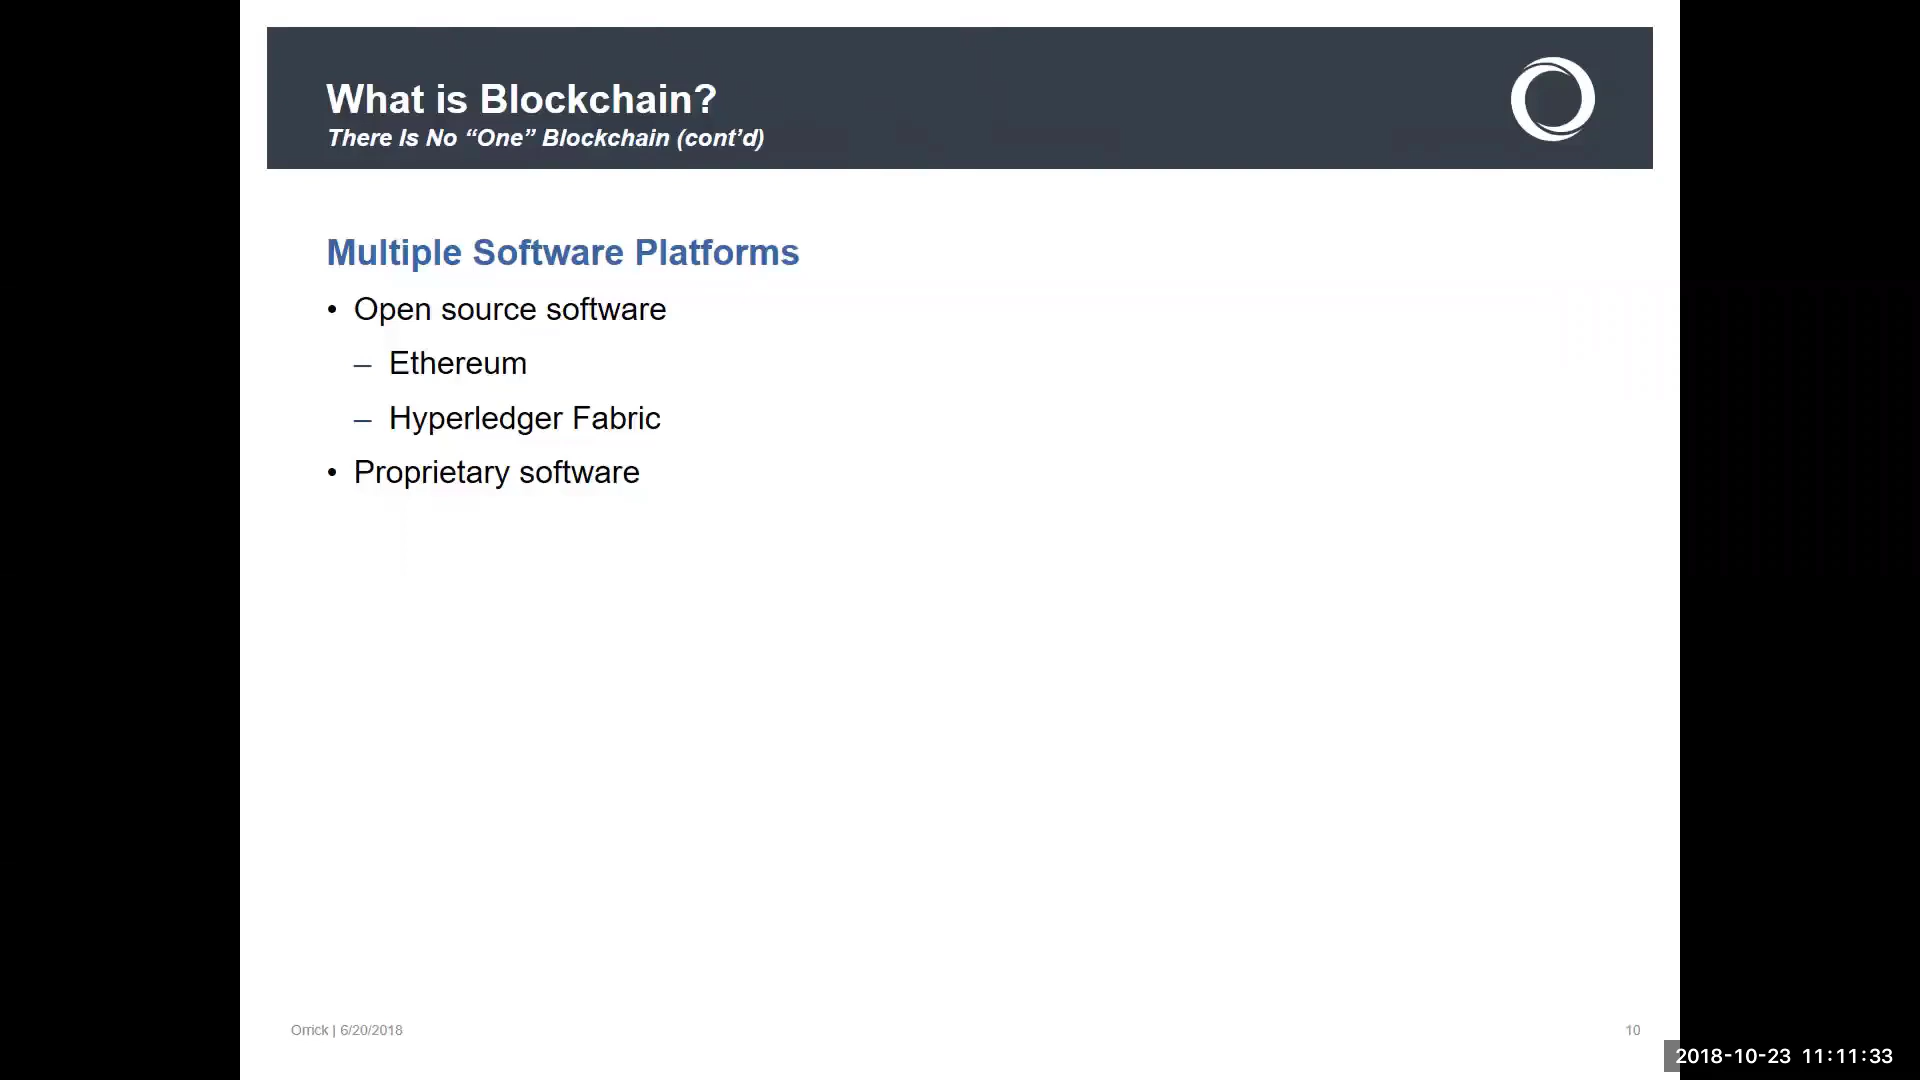 What is Blockchain?
There Is No “One” Blockchain (cont’d)
Multiple Software Platforms
• Open source software
– Ethereum
– Hyperledger Fabric
• Proprietary software
Orrick | 6/20/2018
10
2018-10-23 11:11:33